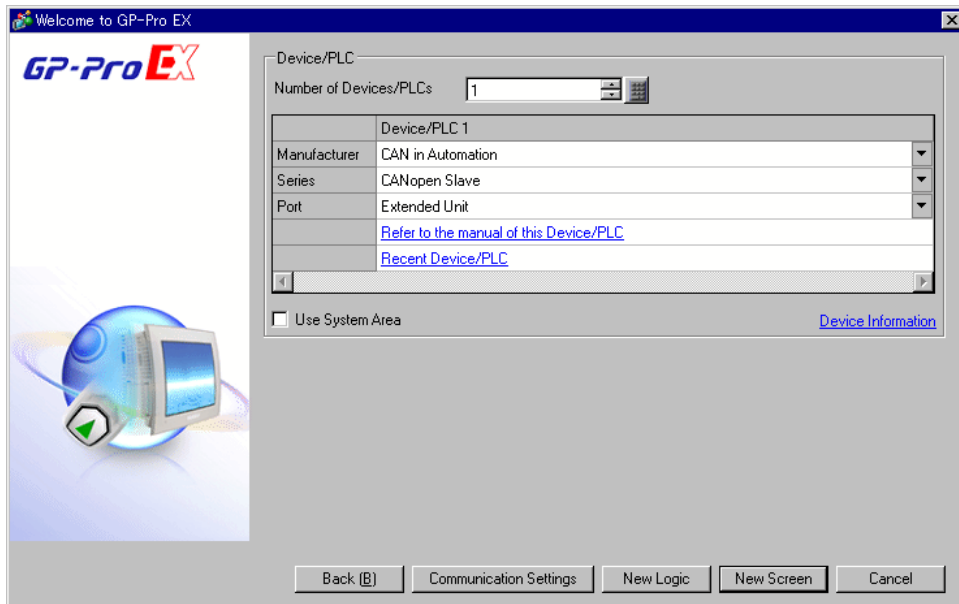 Welcome to GP-Pro EX
GP-Pro EX
Device/PLC
Number of Devices/PLCs 1
Device/PLC 1
Manufacturer CAN in Automation
Series CANopen Slave
Port Extended Unit
Refer to the manual of this Device/PLC
Recent Device/PLC
Use System Area Device Information
Back (B) Communication Settings New Logic New Screen Cancel